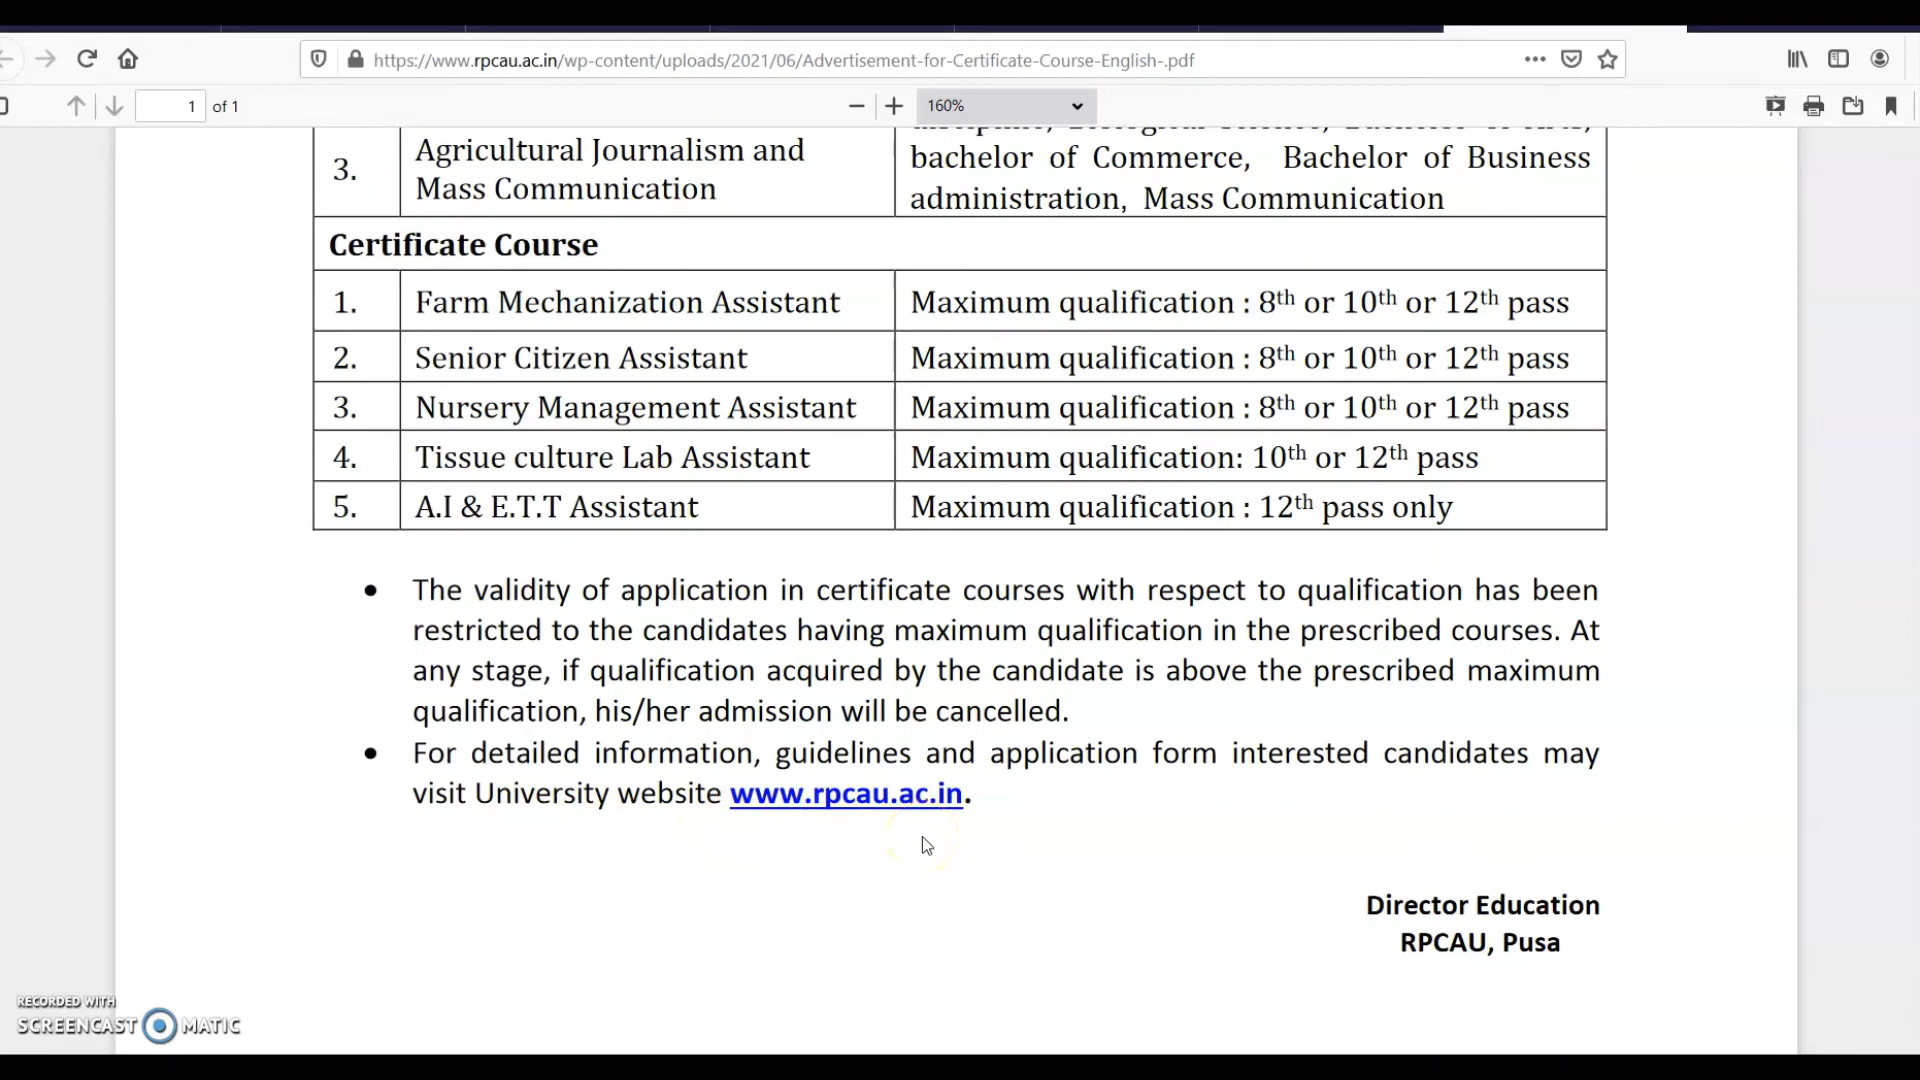 https://www.rpcau.ac.in/wp-content/uploads/2021/06/Advertisement-for-Certificate-Course-English-.pdf
1 of 1
160%
3. Agricultural Journalism and Mass Communication
bachelor of Commerce, Bachelor of Business
administration, Mass Communication
Certificate Course
1. Farm Mechanization Assistant Maximum qualification : 8th or 10th or 12th pass
2. Senior Citizen Assistant Maximum qualification : 8th or 10th or 12th pass
3. Nursery Management Assistant Maximum qualification : 8th or 10th or 12th pass
4. Tissue culture Lab Assistant Maximum qualification: 10th or 12th pass
5. A.I & E.T.T Assistant Maximum qualification : 12th pass only
• The validity of application in certificate courses with respect to qualification has been
restricted to the candidates having maximum qualification in the prescribed courses. At
any stage, if qualification acquired by the candidate is above the prescribed maximum
qualification, his/her admission will be cancelled.
• For detailed information, guidelines and application form interested candidates may
visit University website www.rpcau.ac.in.
Director Education
RPCAU, Pusa
RECORDED WITH
SCREENCAST MATIC